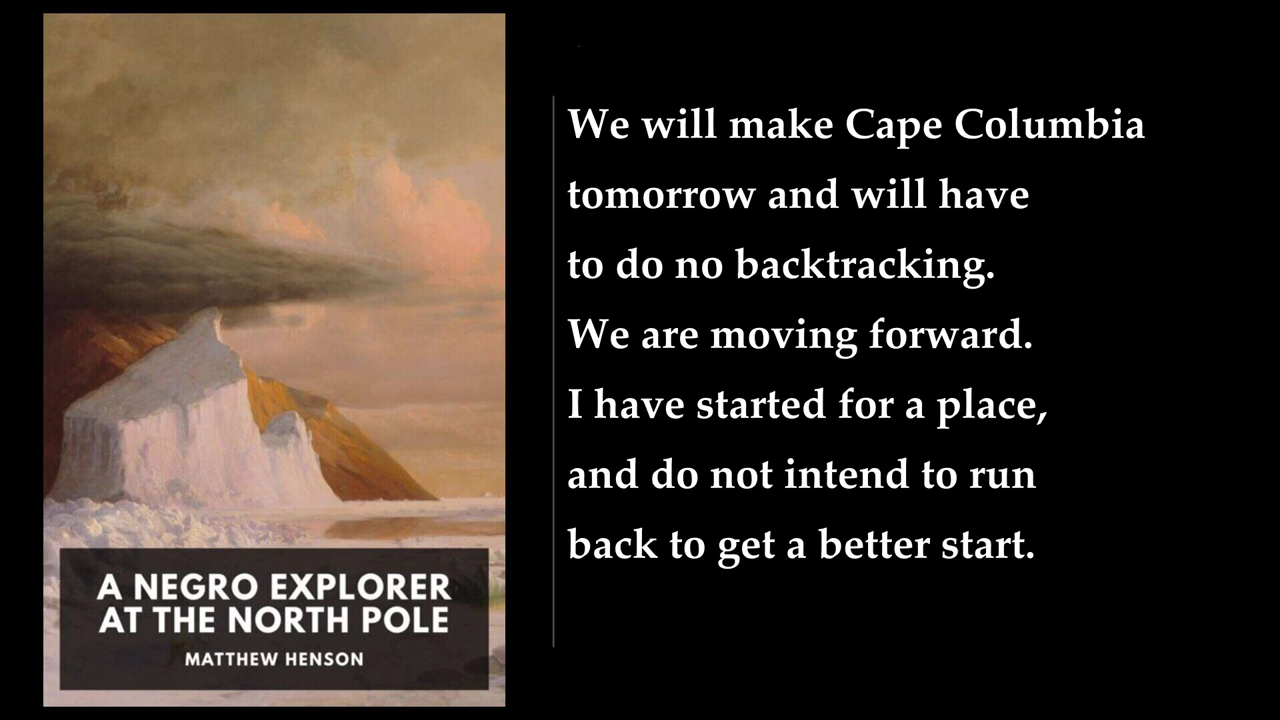 We will make Cape Columbia
tomorrow and will have
to do no backtracking.
We are moving forward.
I have started for a place,
and do not intend to run
back to get a better start.
A NEGRO EXPLORER
AT THE NORTH POLE
MATTHEW HENSON